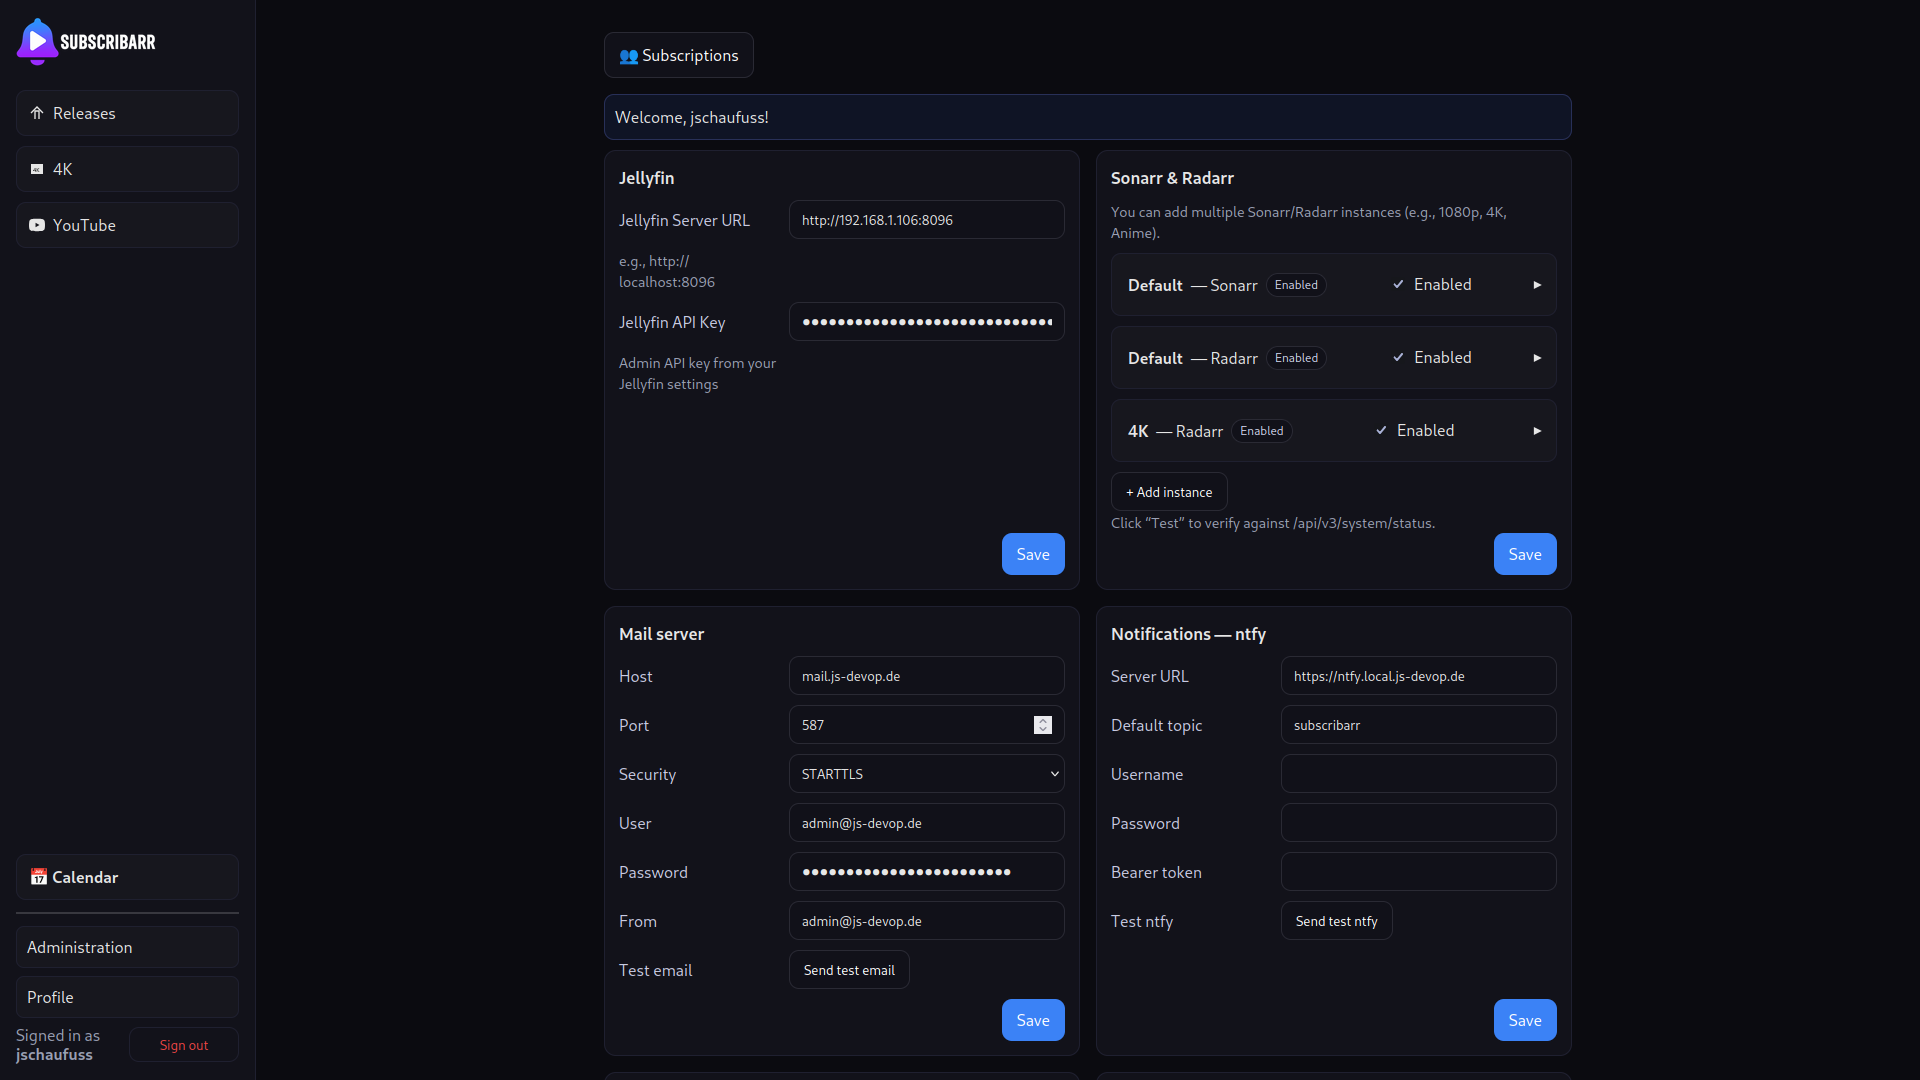 SUBSCRIBARR
Releases
4K
YouTube
Calendar
Administration
Profile
Signed in as
jschaufuss
Sign out
Subscriptions
Welcome, jschaufuss!
Jellyfin
Jellyfin Server URL
http://192.168.1.106:8096
e.g., http://
localhost:8096
Jellyfin API Key
Admin API key from your
Jellyfin settings
Save
Sonarr & Radarr
You can add multiple Sonarr/Radarr instances (e.g., 1080p, 4K,
Anime).
Default — Sonarr Enabled Enabled
Default — Radarr Enabled Enabled
4K — Radarr Enabled Enabled
+ Add instance
Click “Test” to verify against /api/v3/system/status.
Save
Mail server
Host mail.js-devop.de
Port 587
Security STARTTLS
User admin@js-devop.de
Password
From admin@js-devop.de
Test email Send test email
Save
Notifications — ntfy
Server URL https://ntfy.local.js-devop.de
Default topic subscribarr
Username
Password
Bearer token
Test ntfy Send test ntfy
Save